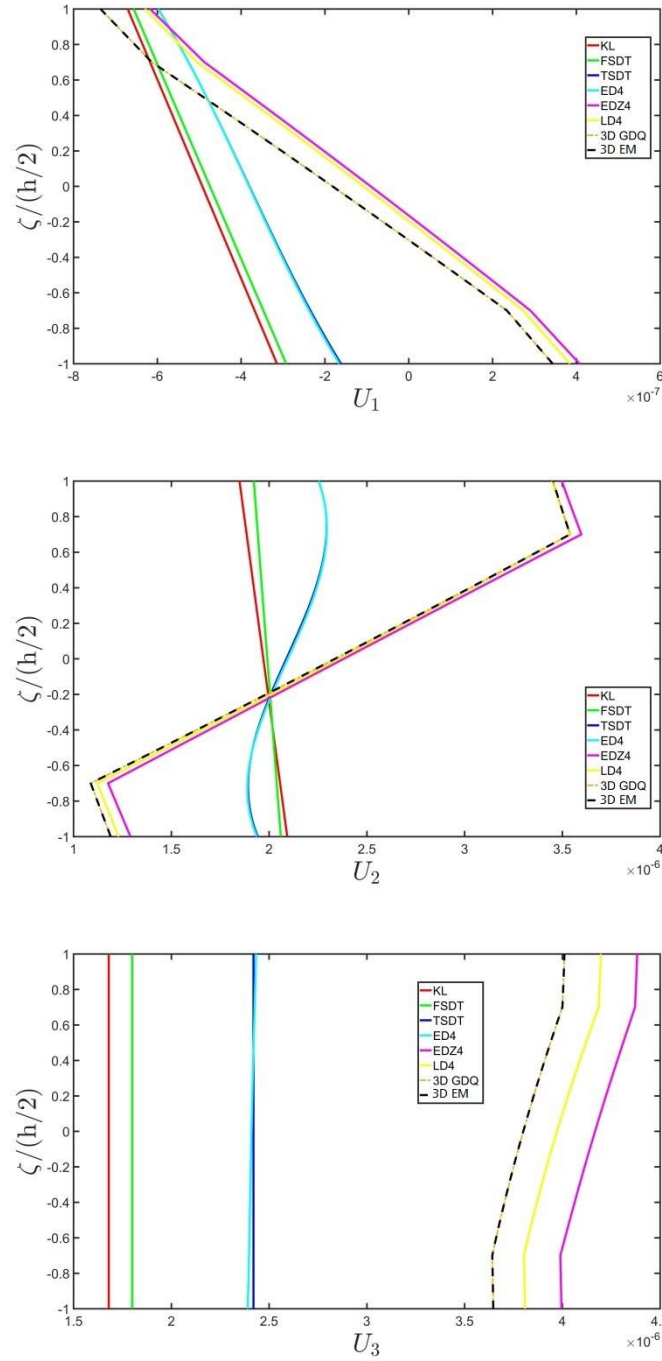 1
0.8
0.6
0.4
0.2
0
-0.2
-0.4
-0.6
-0.8
-1
ζ/(h/2)
KL
FSDT
TSDT
ED4
EDZ4
LD4
3D GDQ
3D EM
-8 -6 -4 -2 0 2 4 6
U₁ ×10⁻⁷
1
0.8
0.6
0.4
0.2
0
-0.2
-0.4
-0.6
-0.8
-1
ζ/(h/2)
KL
FSDT
TSDT
ED4
EDZ4
LD4
3D GDQ
3D EM
1 1.5 2 2.5 3 3.5 4
U₂ ×10⁻⁶
1
0.8
0.6
0.4
0.2
0
-0.2
-0.4
-0.6
-0.8
-1
ζ/(h/2)
KL
FSDT
TSDT
ED4
EDZ4
LD4
3D GDQ
3D EM
1.5 2 2.5 3 3.5 4 4.5
U₃ ×10⁻⁶